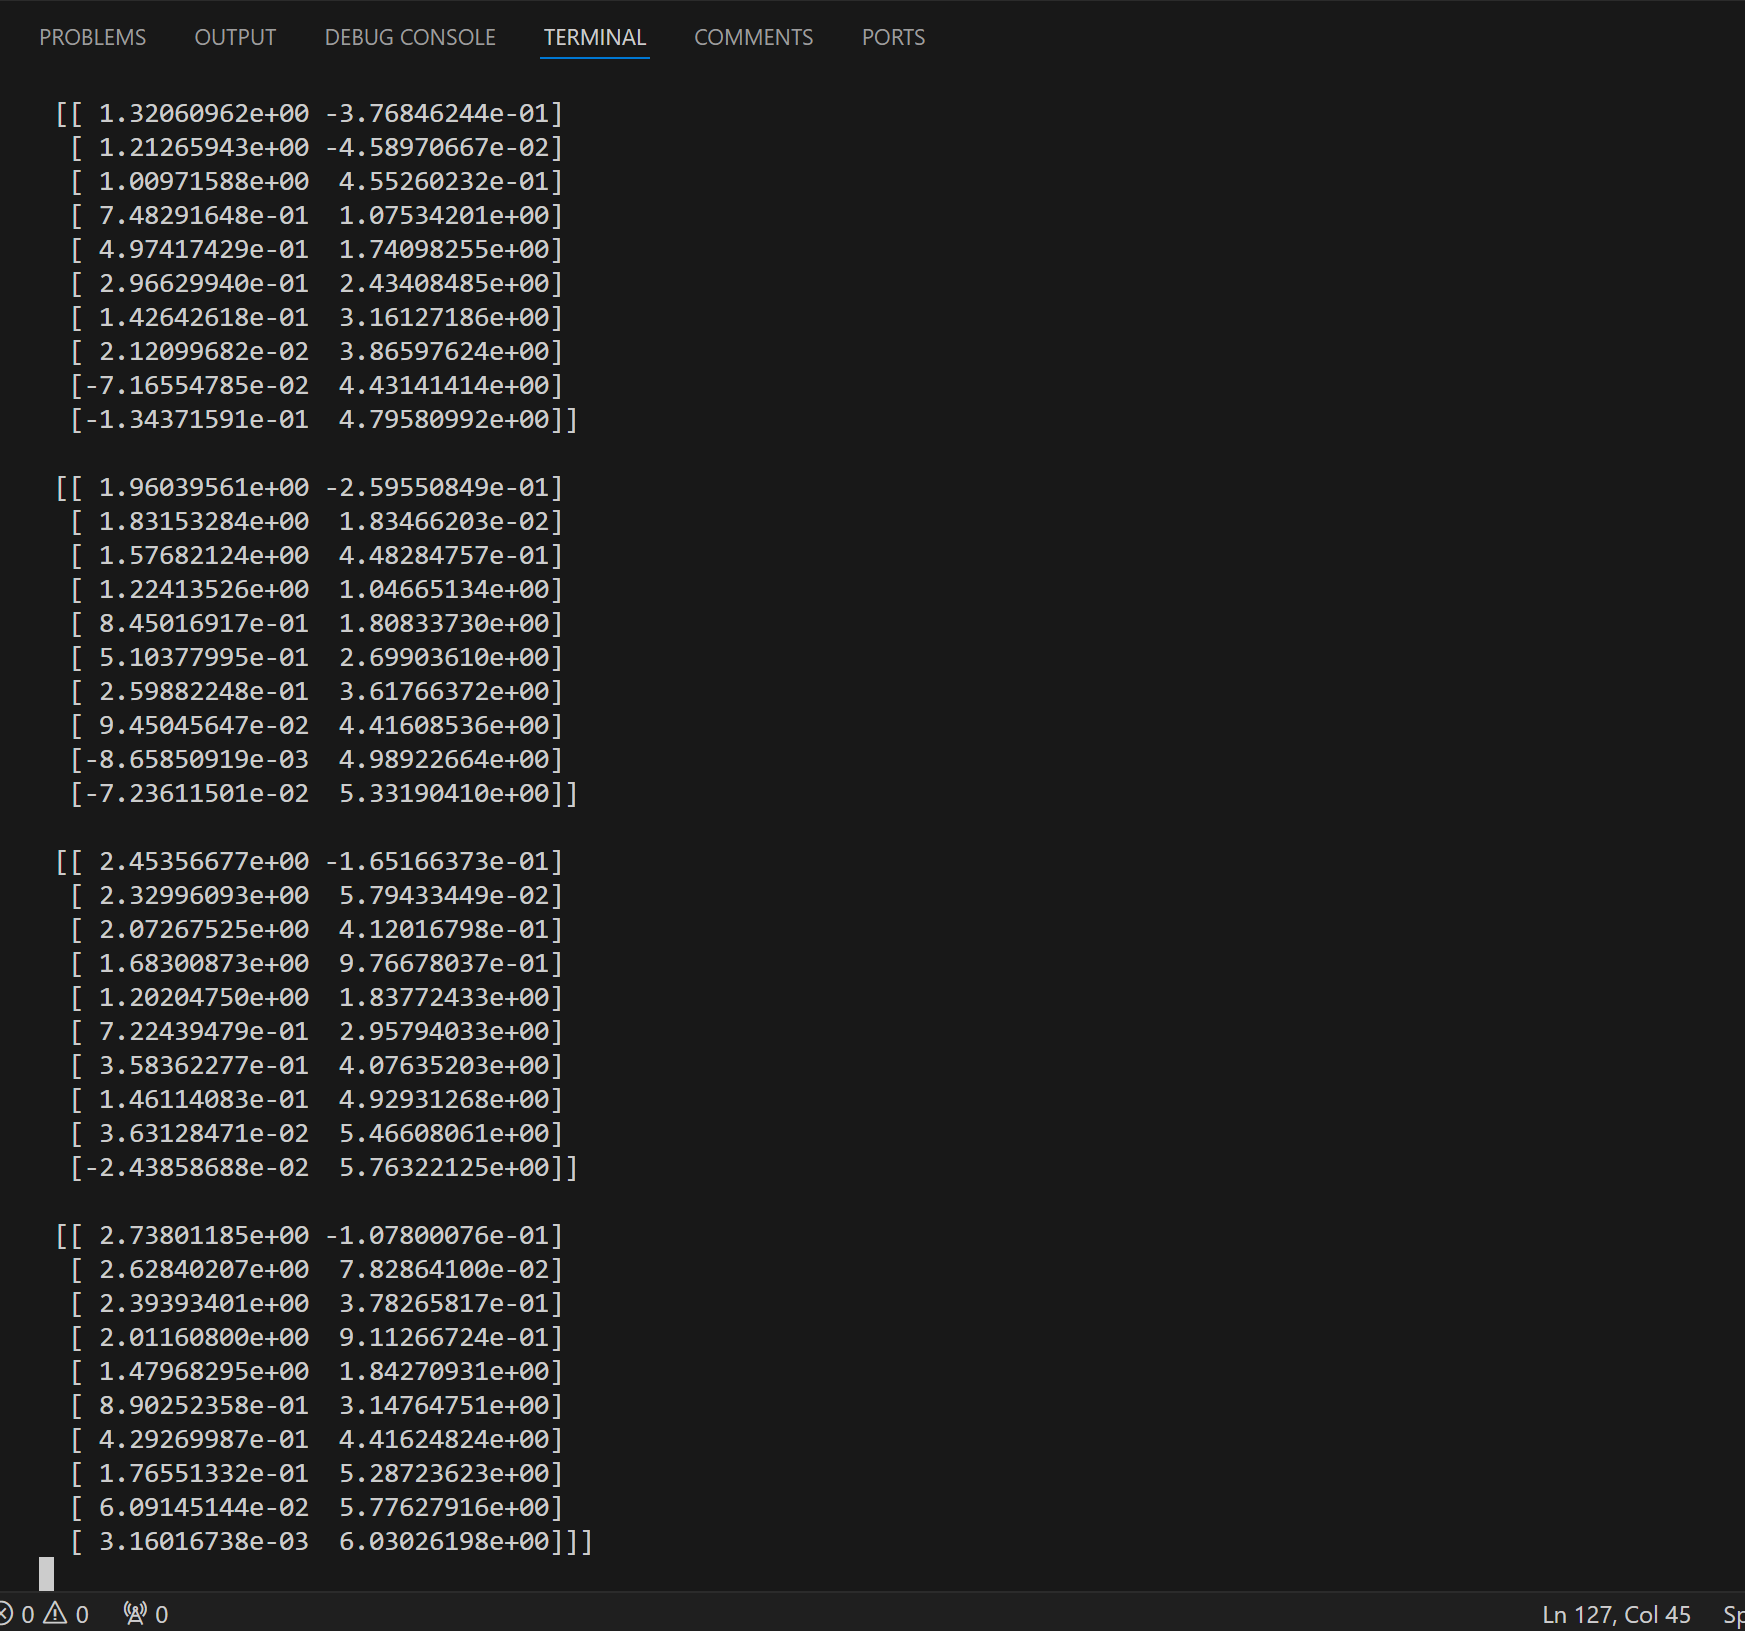 PROBLEMS OUTPUT DEBUG CONSOLE TERMINAL COMMENTS PORTS
[[ 1.32060962e+00 -3.76846244e-01]
[ 1.21265943e+00 -4.58970667e-02]
[ 1.00971588e+00 4.55260232e-01]
[ 7.48291648e-01 1.07534201e+00]
[ 4.97417429e-01 1.74098255e+00]
[ 2.96629940e-01 2.43408485e+00]
[ 1.42642618e-01 3.16127186e+00]
[ 2.12099682e-02 3.86597624e+00]
[-7.16554785e-02 4.43141414e+00]
[-1.34371591e-01 4.79580992e+00]]
[[ 1.96039561e+00 -2.59550849e-01]
[ 1.83153284e+00 1.83466203e-02]
[ 1.57682124e+00 4.48284757e-01]
[ 1.22413526e+00 1.04665134e+00]
[ 8.45016917e-01 1.80833730e+00]
[ 5.10377995e-01 2.69903610e+00]
[ 2.59882248e-01 3.61766372e+00]
[ 9.45045647e-02 4.41608536e+00]
[-8.65850919e-03 4.98922664e+00]
[-7.23611501e-02 5.33190410e+00]]
[[ 2.45356677e+00 -1.65166373e-01]
[ 2.32996093e+00 5.79433449e-02]
[ 2.07267525e+00 4.12016798e-01]
[ 1.68300873e+00 9.76678037e-01]
[ 1.20204750e+00 1.83772433e+00]
[ 7.22439479e-01 2.95794033e+00]
[ 3.58362277e-01 4.07635203e+00]
[ 1.46114083e-01 4.92931268e+00]
[ 3.63128471e-02 5.46608061e+00]
[-2.43858688e-02 5.76322125e+00]]
[[ 2.73801185e+00 -1.07800076e-01]
[ 2.62840207e+00 7.82864100e-02]
[ 2.39393401e+00 3.78265817e-01]
[ 2.01160800e+00 9.11266724e-01]
[ 1.47968295e+00 1.84270931e+00]
[ 8.90252358e-01 3.14764751e+00]
[ 4.29269987e-01 4.41624824e+00]
[ 1.76551332e-01 5.28723623e+00]
[ 6.09145144e-02 5.77627916e+00]
[ 3.16016738e-03 6.03026198e+00]]]
0 0 0 Ln 127, Col 45 Sp